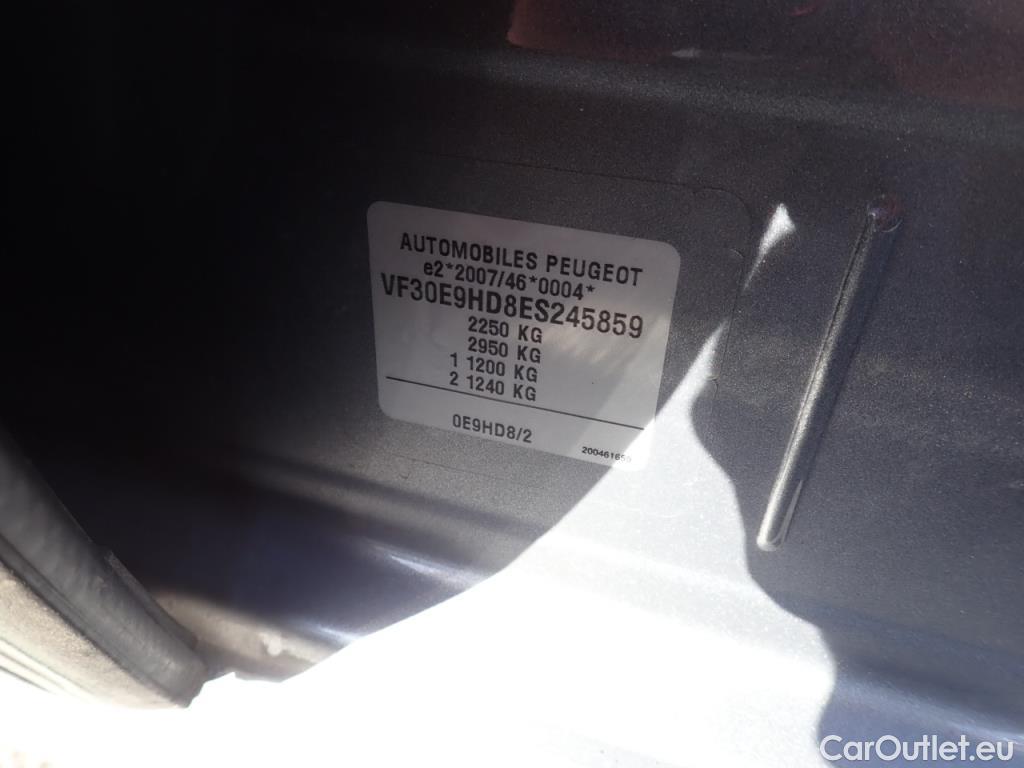 AUTOMOBILES PEUGEOT
e2*2007/46*0004*
VF30E9HD8ES245859
2250 KG
2950 KG
1 1200 KG
2 1240 KG
0E9HD8/2
CarOutlet.eu